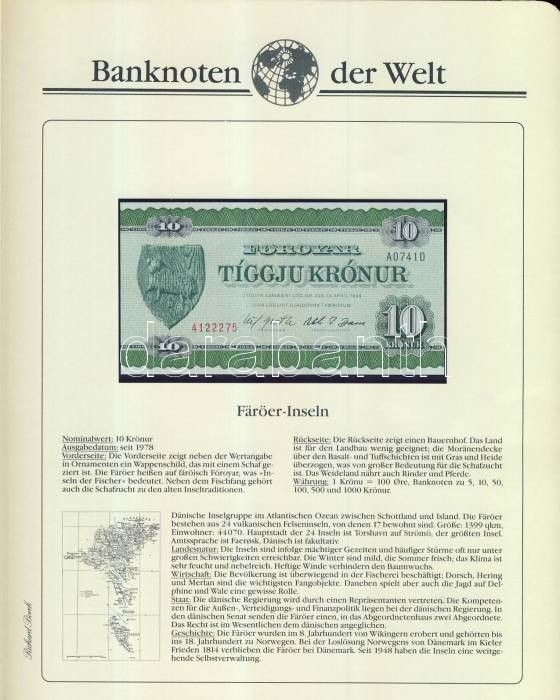 Banknoten der Welt
10
10
FØROYAR
A0741D
TÍGGJU KRÓNUR
4122275
10
10
KRÓNUR
darabanth
Färöer-Inseln
Nominalwert: 10 Krónur
Ausgabedatum: seit 1978
Vorderseite: Die Vorderseite zeigt neben der Wertangabe
in Ornamenten ein Wappenschild, das mit einem Schaf ge-
ziert ist. Die Färöer heißen auf färöisch Föroyar, was »In-
seln der Fischer« bedeutet. Neben dem Fischfang gehört
auch die Schafzucht zu den alten Inseltraditionen.
Rückseite: Die Rückseite zeigt einen Bauernhof. Das Land
ist für den Landbau wenig geeignet; die Moränendecke
über den Basalt- und Tuffschichten ist mit Gras und Heide
überzogen, was von großer Bedeutung für die Schafzucht
ist. Das Weideland nährt auch Rinder und Pferde.
Währung: 1 Krónu = 100 Øre, Banknoten zu 5, 10, 50,
100, 500 und 1000 Krónur.
Dänische Inselgruppe im Atlantischen Ozean zwischen Schottland und Island. Die Färöer
bestehen aus 24 vulkanischen Felseninseln, von denen 17 bewohnt sind. Größe: 1399 qkm,
Einwohner: 44070. Hauptstadt der 24 Inseln ist Torshavn auf Strömö, der größten Insel.
Amtssprache ist Faerosk, Dänisch ist fakultativ.
Landesnatur: Die Inseln sind infolge mächtiger Gezeiten und häufiger Stürme oft nur unter
großen Schwierigkeiten erreichbar. Die Winter sind mild, die Sommer frisch; das Klima ist
sehr feucht und nebelreich. Heftige Winde verhindern den Baumwuchs.
Wirtschaft: Die Bevölkerung ist überwiegend in der Fischerei beschäftigt; Dorsch, Hering
und Merlan sind die wichtigsten Fangobjekte. Daneben spielt aber auch die Jagd auf Del-
phine und Wale eine gewisse Rolle.
Staat: Die dänische Regierung wird durch einen Repräsentanten vertreten. Die Kompeten-
zen für die Außen-, Verteidigungs- und Finanzpolitik liegen bei der dänischen Regierung. In
den dänischen Senat senden die Färöer einen, in das Abgeordnetenhaus zwei Abgeordnete.
Das Recht ist im Wesentlichen dem dänischen angeglichen.
Geschichte: Die Färöer wurden im 8. Jahrhundert von Wikingern erobert und gehörten bis
ins 18. Jahrhundert zu Norwegen. Bei der Loslösung Norwegens von Dänemark im Kieler
Frieden 1814 verblieben die Färöer bei Dänemark. Seit 1948 haben die Inseln eine weitge-
hende Selbstverwaltung.
Richard Borek